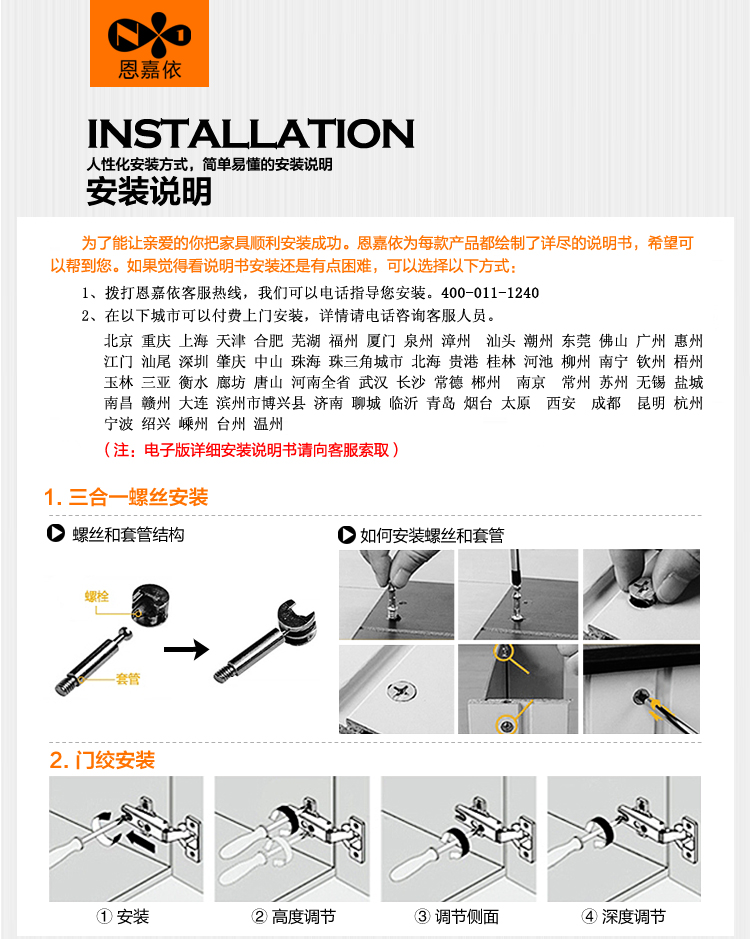 N 1
恩嘉依
INSTALLATION
人性化安装方式，简单易懂的安装说明
安装说明
为了能让亲爱的你把家具顺利安装成功。恩嘉依为每款产品都绘制了详尽的说明书，希望可
以帮到您。如果觉得看说明书安装还是有点困难，可以选择以下方式：
1、拨打恩嘉依客服热线，我们可以电话指导您安装。400-011-1240
2、在以下城市可以付费上门安装，详情请电话咨询客服人员。
北京 重庆 上海 天津 合肥 芜湖 福州 厦门 泉州 漳州 汕头 潮州 东莞 佛山 广州 惠州
江门 汕尾 深圳 肇庆 中山 珠海 珠三角城市 北海 贵港 桂林 河池 柳州 南宁 钦州 梧州
玉林 三亚 衡水 廊坊 唐山 河南全省 武汉 长沙 常德 郴州 南京 常州 苏州 无锡 盐城
南昌 赣州 大连 滨州市博兴县 济南 聊城 临沂 青岛 烟台 太原 西安 成都 昆明 杭州
宁波 绍兴 嵊州 台州 温州
（注：电子版详细安装说明书请向客服索取）
1. 三合一螺丝安装
螺丝和套管结构
如何安装螺丝和套管
螺栓
套管
2. 门绞安装
① 安装
② 高度调节
③ 调节侧面
④ 深度调节